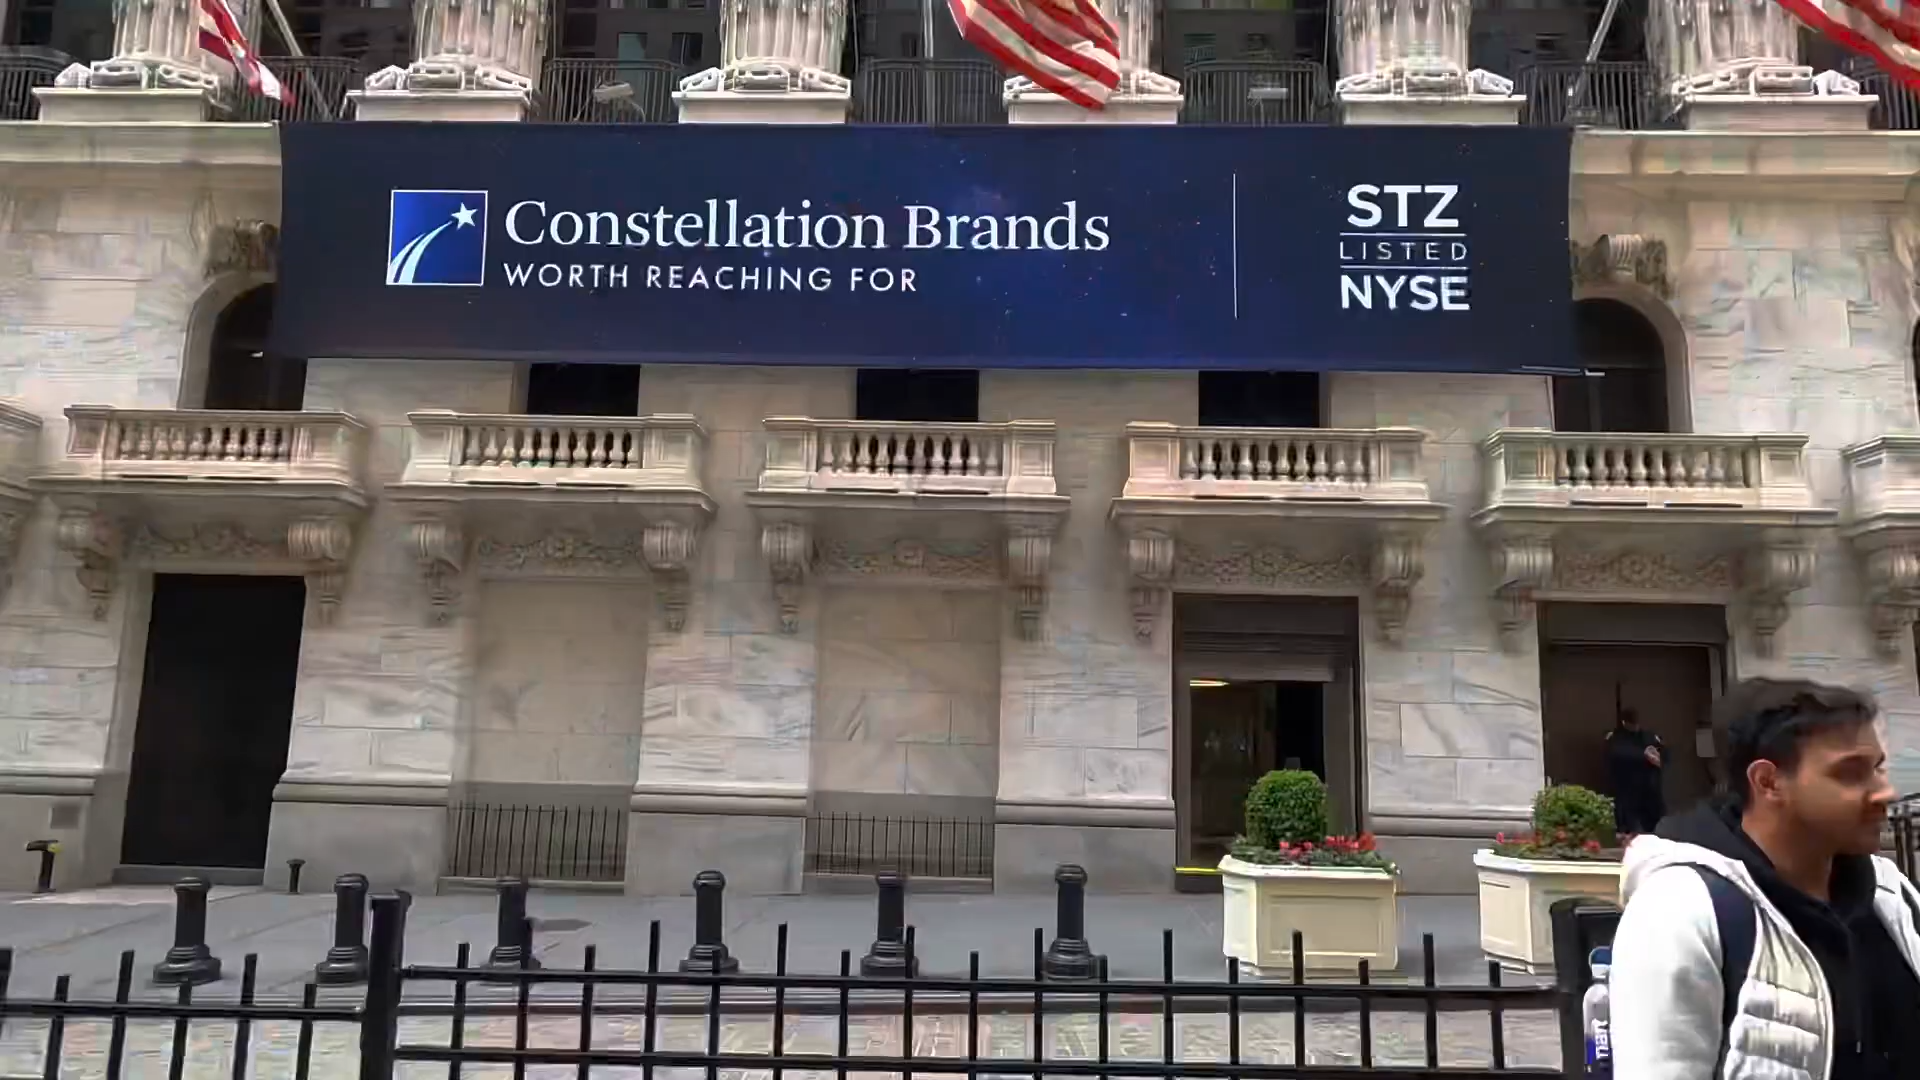 Constellation Brands
WORTH REACHING FOR
STZ
LISTED
NYSE